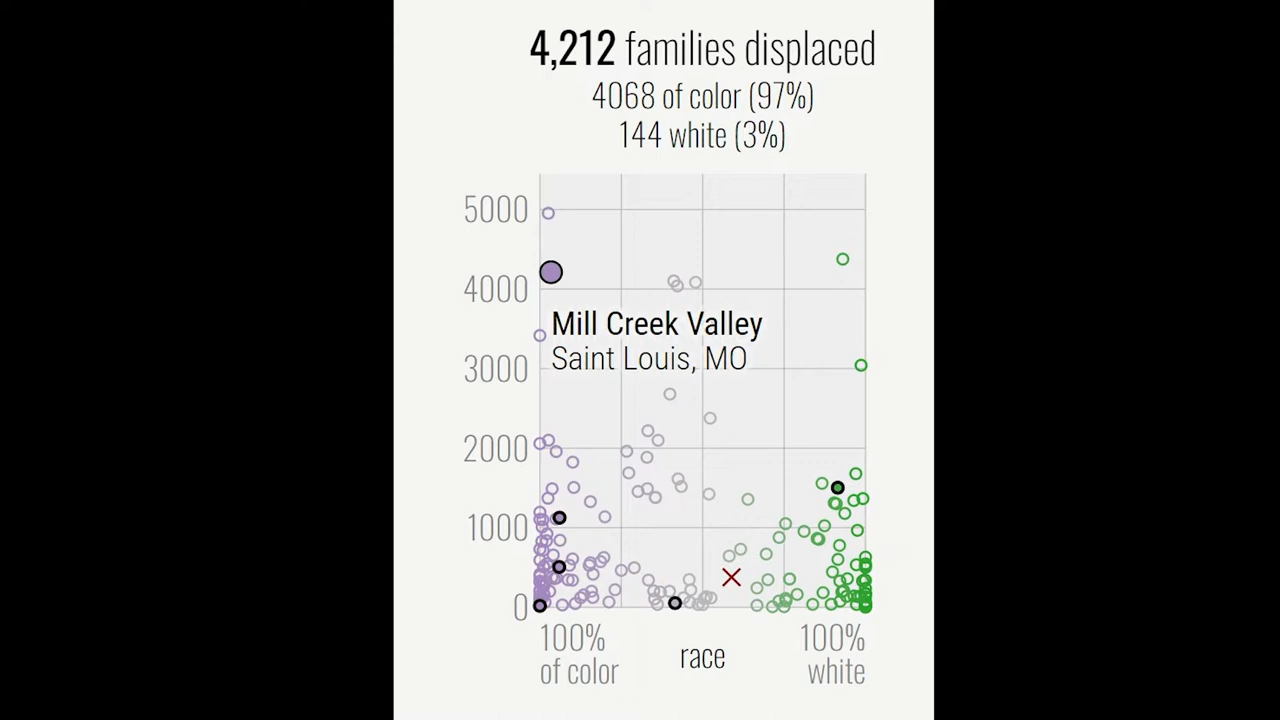 4,212 families displaced
4068 of color (97%)
144 white (3%)
5000
4000
Mill Creek Valley
Saint Louis, MO
3000
2000
1000
0
100%
of color
race
100%
white